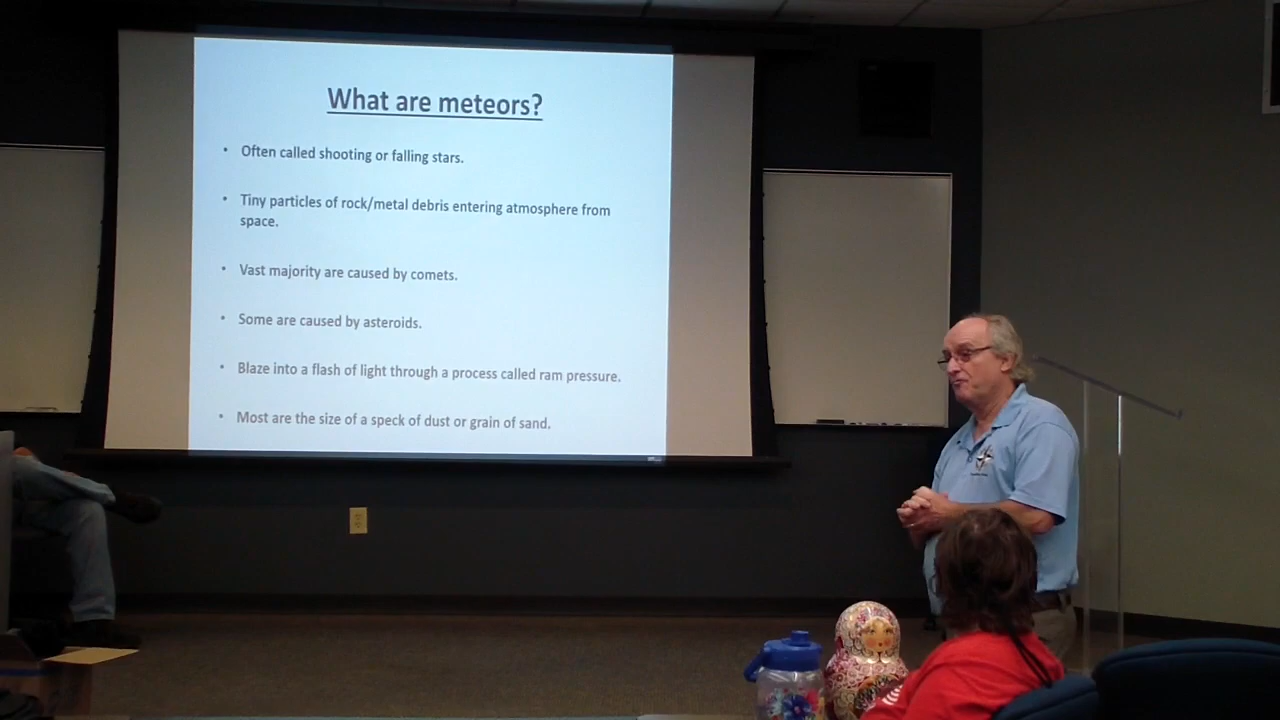 What are meteors?
• Often called shooting or falling stars.
• Tiny particles of rock/metal debris entering atmosphere from
space.
• Vast majority are caused by comets.
• Some are caused by asteroids.
• Blaze into a flash of light through a process called ram pressure.
• Most are the size of a speck of dust or grain of sand.